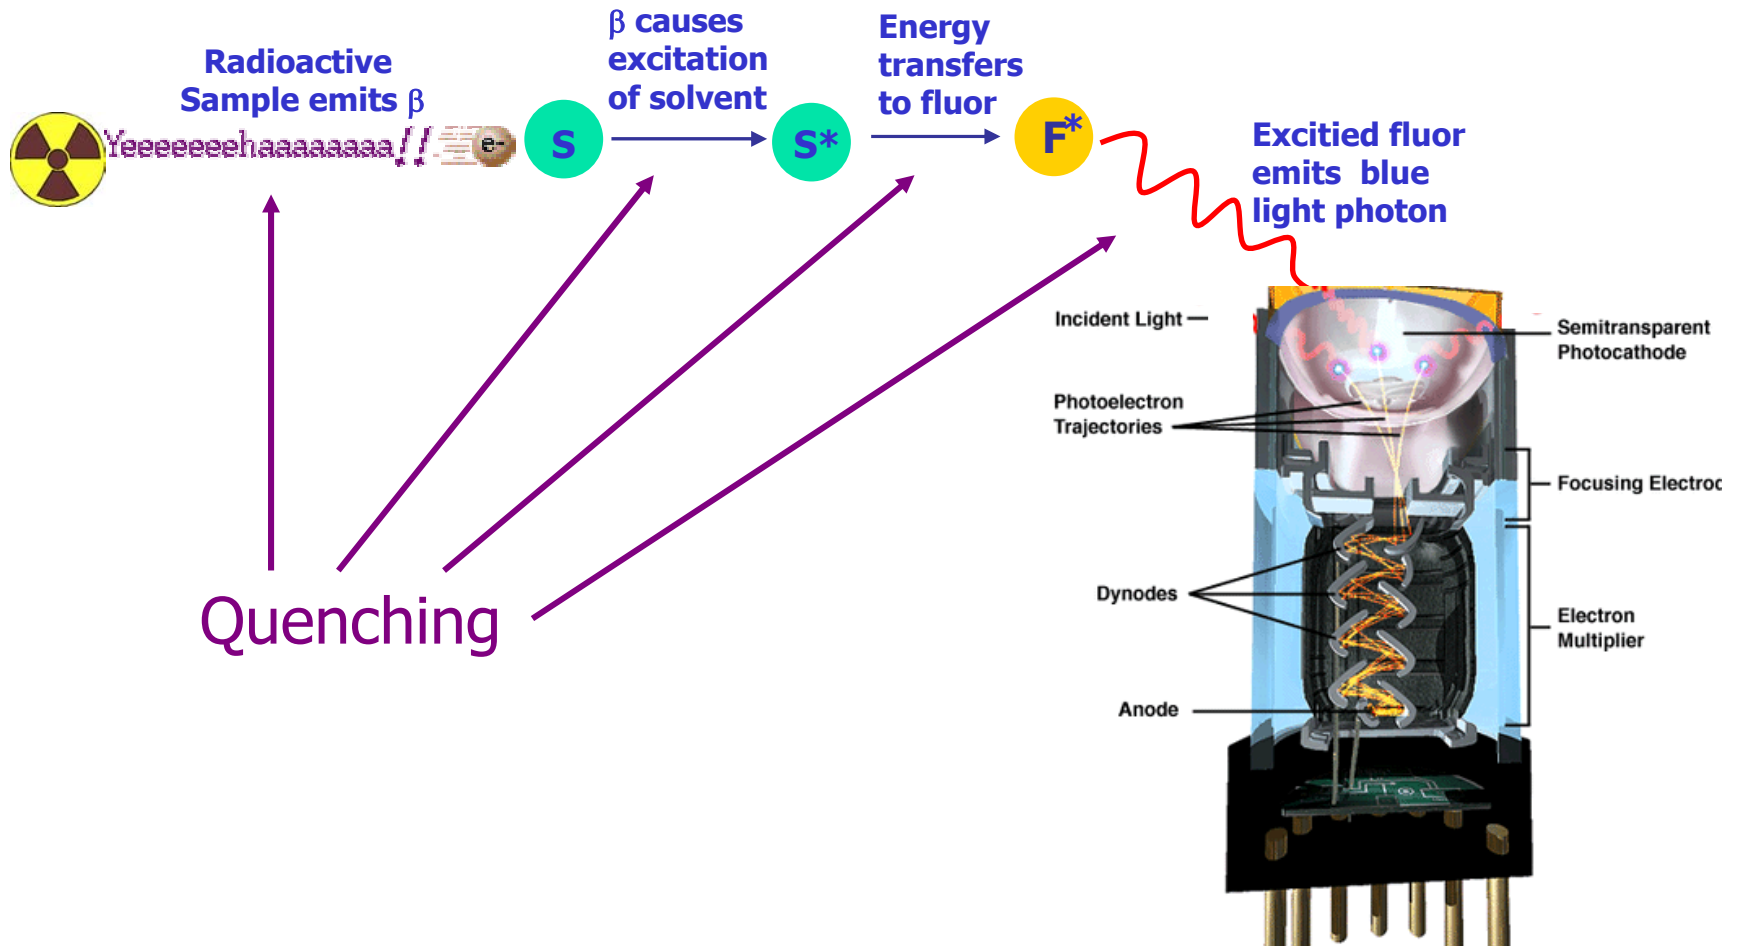 Radioactive
Sample emits β
β causes
excitation
of solvent
Energy
transfers
to fluor
Yeeeeeeehaaaaaaaa!!
e-
S
S*
F*
Excitied fluor
emits blue
light photon
Incident Light
Semitransparent
Photocathode
Photoelectron
Trajectories
Focusing Electroc
Dynodes
Electron
Multiplier
Anode
Quenching